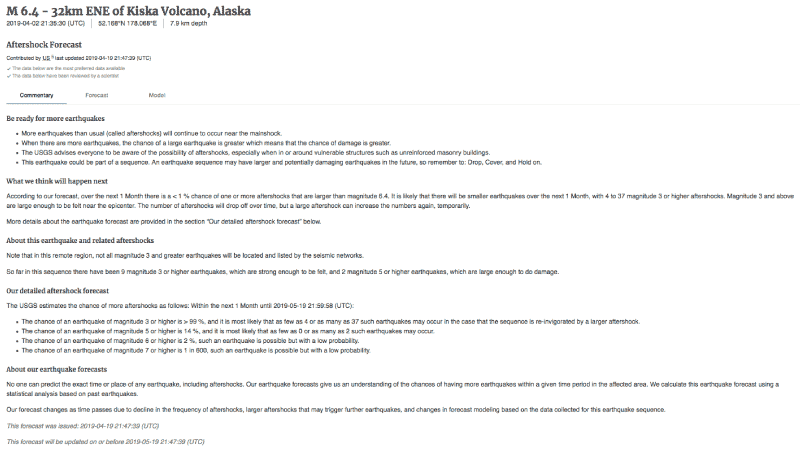 M 6.4 - 32km ENE of Kiska Volcano, Alaska
2019-04-02 21:35:30 (UTC) | 52.168°N 178.068°E | 7.9 km depth
Aftershock Forecast
Contributed by US 5 last updated 2019-04-19 21:47:39 (UTC)
✓ The data below are the most preferred data available
✓ The data below have been reviewed by a scientist
Commentary Forecast Model
Be ready for more earthquakes
• More earthquakes than usual (called aftershocks) will continue to occur near the mainshock.
• When there are more earthquakes, the chance of a large earthquake is greater which means that the chance of damage is greater.
• The USGS advises everyone to be aware of the possibility of aftershocks, especially when in or around vulnerable structures such as unreinforced masonry buildings.
• This earthquake could be part of a sequence. An earthquake sequence may have larger and potentially damaging earthquakes in the future, so remember to: Drop, Cover, and Hold on.
What we think will happen next
According to our forecast, over the next 1 Month there is a < 1 % chance of one or more aftershocks that are larger than magnitude 6.4. It is likely that there will be smaller earthquakes over the next 1 Month, with 4 to 37 magnitude 3 or higher aftershocks. Magnitude 3 and above
are large enough to be felt near the epicenter. The number of aftershocks will drop off over time, but a large aftershock can increase the numbers again, temporarily.
More details about the earthquake forecast are provided in the section "Our detailed aftershock forecast" below.
About this earthquake and related aftershocks
Note that in this remote region, not all magnitude 3 and greater earthquakes will be located and listed by the seismic networks.
So far in this sequence there have been 9 magnitude 3 or higher earthquakes, which are strong enough to be felt, and 2 magnitude 5 or higher earthquakes, which are large enough to do damage.
Our detailed aftershock forecast
The USGS estimates the chance of more aftershocks as follows: Within the next 1 Month until 2019-05-19 21:59:58 (UTC):
• The chance of an earthquake of magnitude 3 or higher is > 99 %, and it is most likely that as few as 4 or as many as 37 such earthquakes may occur in the case that the sequence is re-invigorated by a larger aftershock.
• The chance of an earthquake of magnitude 5 or higher is 14 %, and it is most likely that as few as 0 or as many as 2 such earthquakes may occur.
• The chance of an earthquake of magnitude 6 or higher is 2 %, such an earthquake is possible but with a low probability.
• The chance of an earthquake of magnitude 7 or higher is 1 in 600, such an earthquake is possible but with a low probability.
About our earthquake forecasts
No one can predict the exact time or place of any earthquake, including aftershocks. Our earthquake forecasts give us an understanding of the chances of having more earthquakes within a given time period in the affected area. We calculate this earthquake forecast using a
statistical analysis based on past earthquakes.
Our forecast changes as time passes due to decline in the frequency of aftershocks, larger aftershocks that may trigger further earthquakes, and changes in forecast modeling based on the data collected for this earthquake sequence.
This forecast was issued: 2019-04-19 21:47:39 (UTC)
This forecast will be updated on or before 2019-05-19 21:47:39 (UTC)